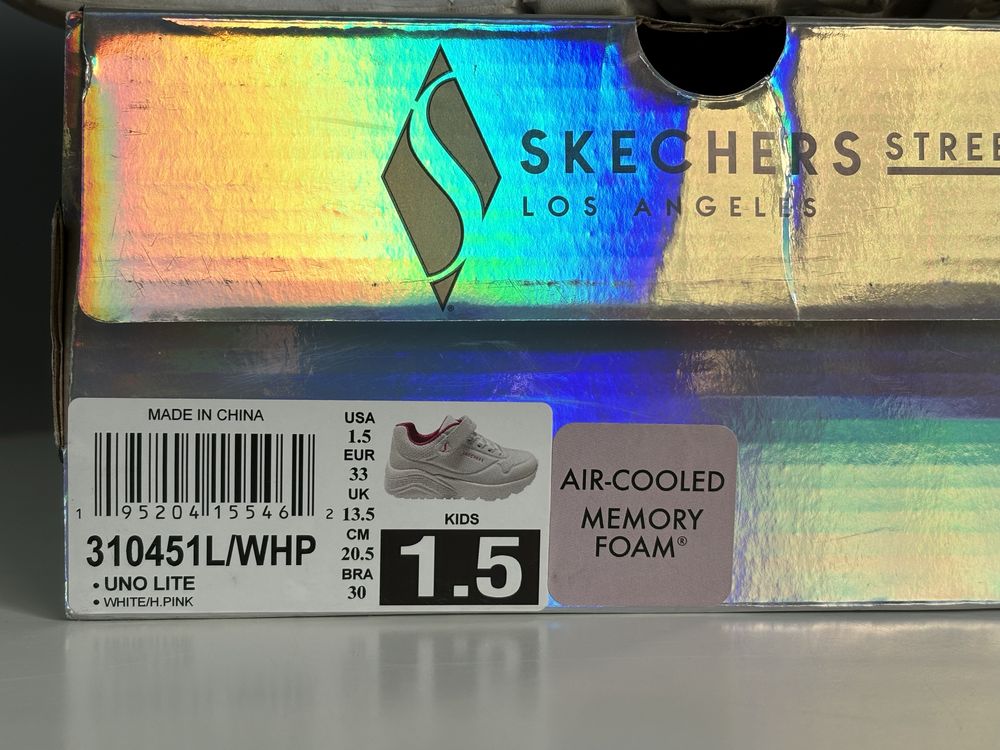 SKECHERS
LOS ANGELES
MADE IN CHINA
1 95204 15546 2
310451L/WHP
• UNO LITE
• WHITE/H.PINK
USA
1.5
EUR
33
UK
13.5
CM
20.5
BRA
30
SKECHERS
KIDS
1.5
AIR-COOLED
MEMORY
FOAM®